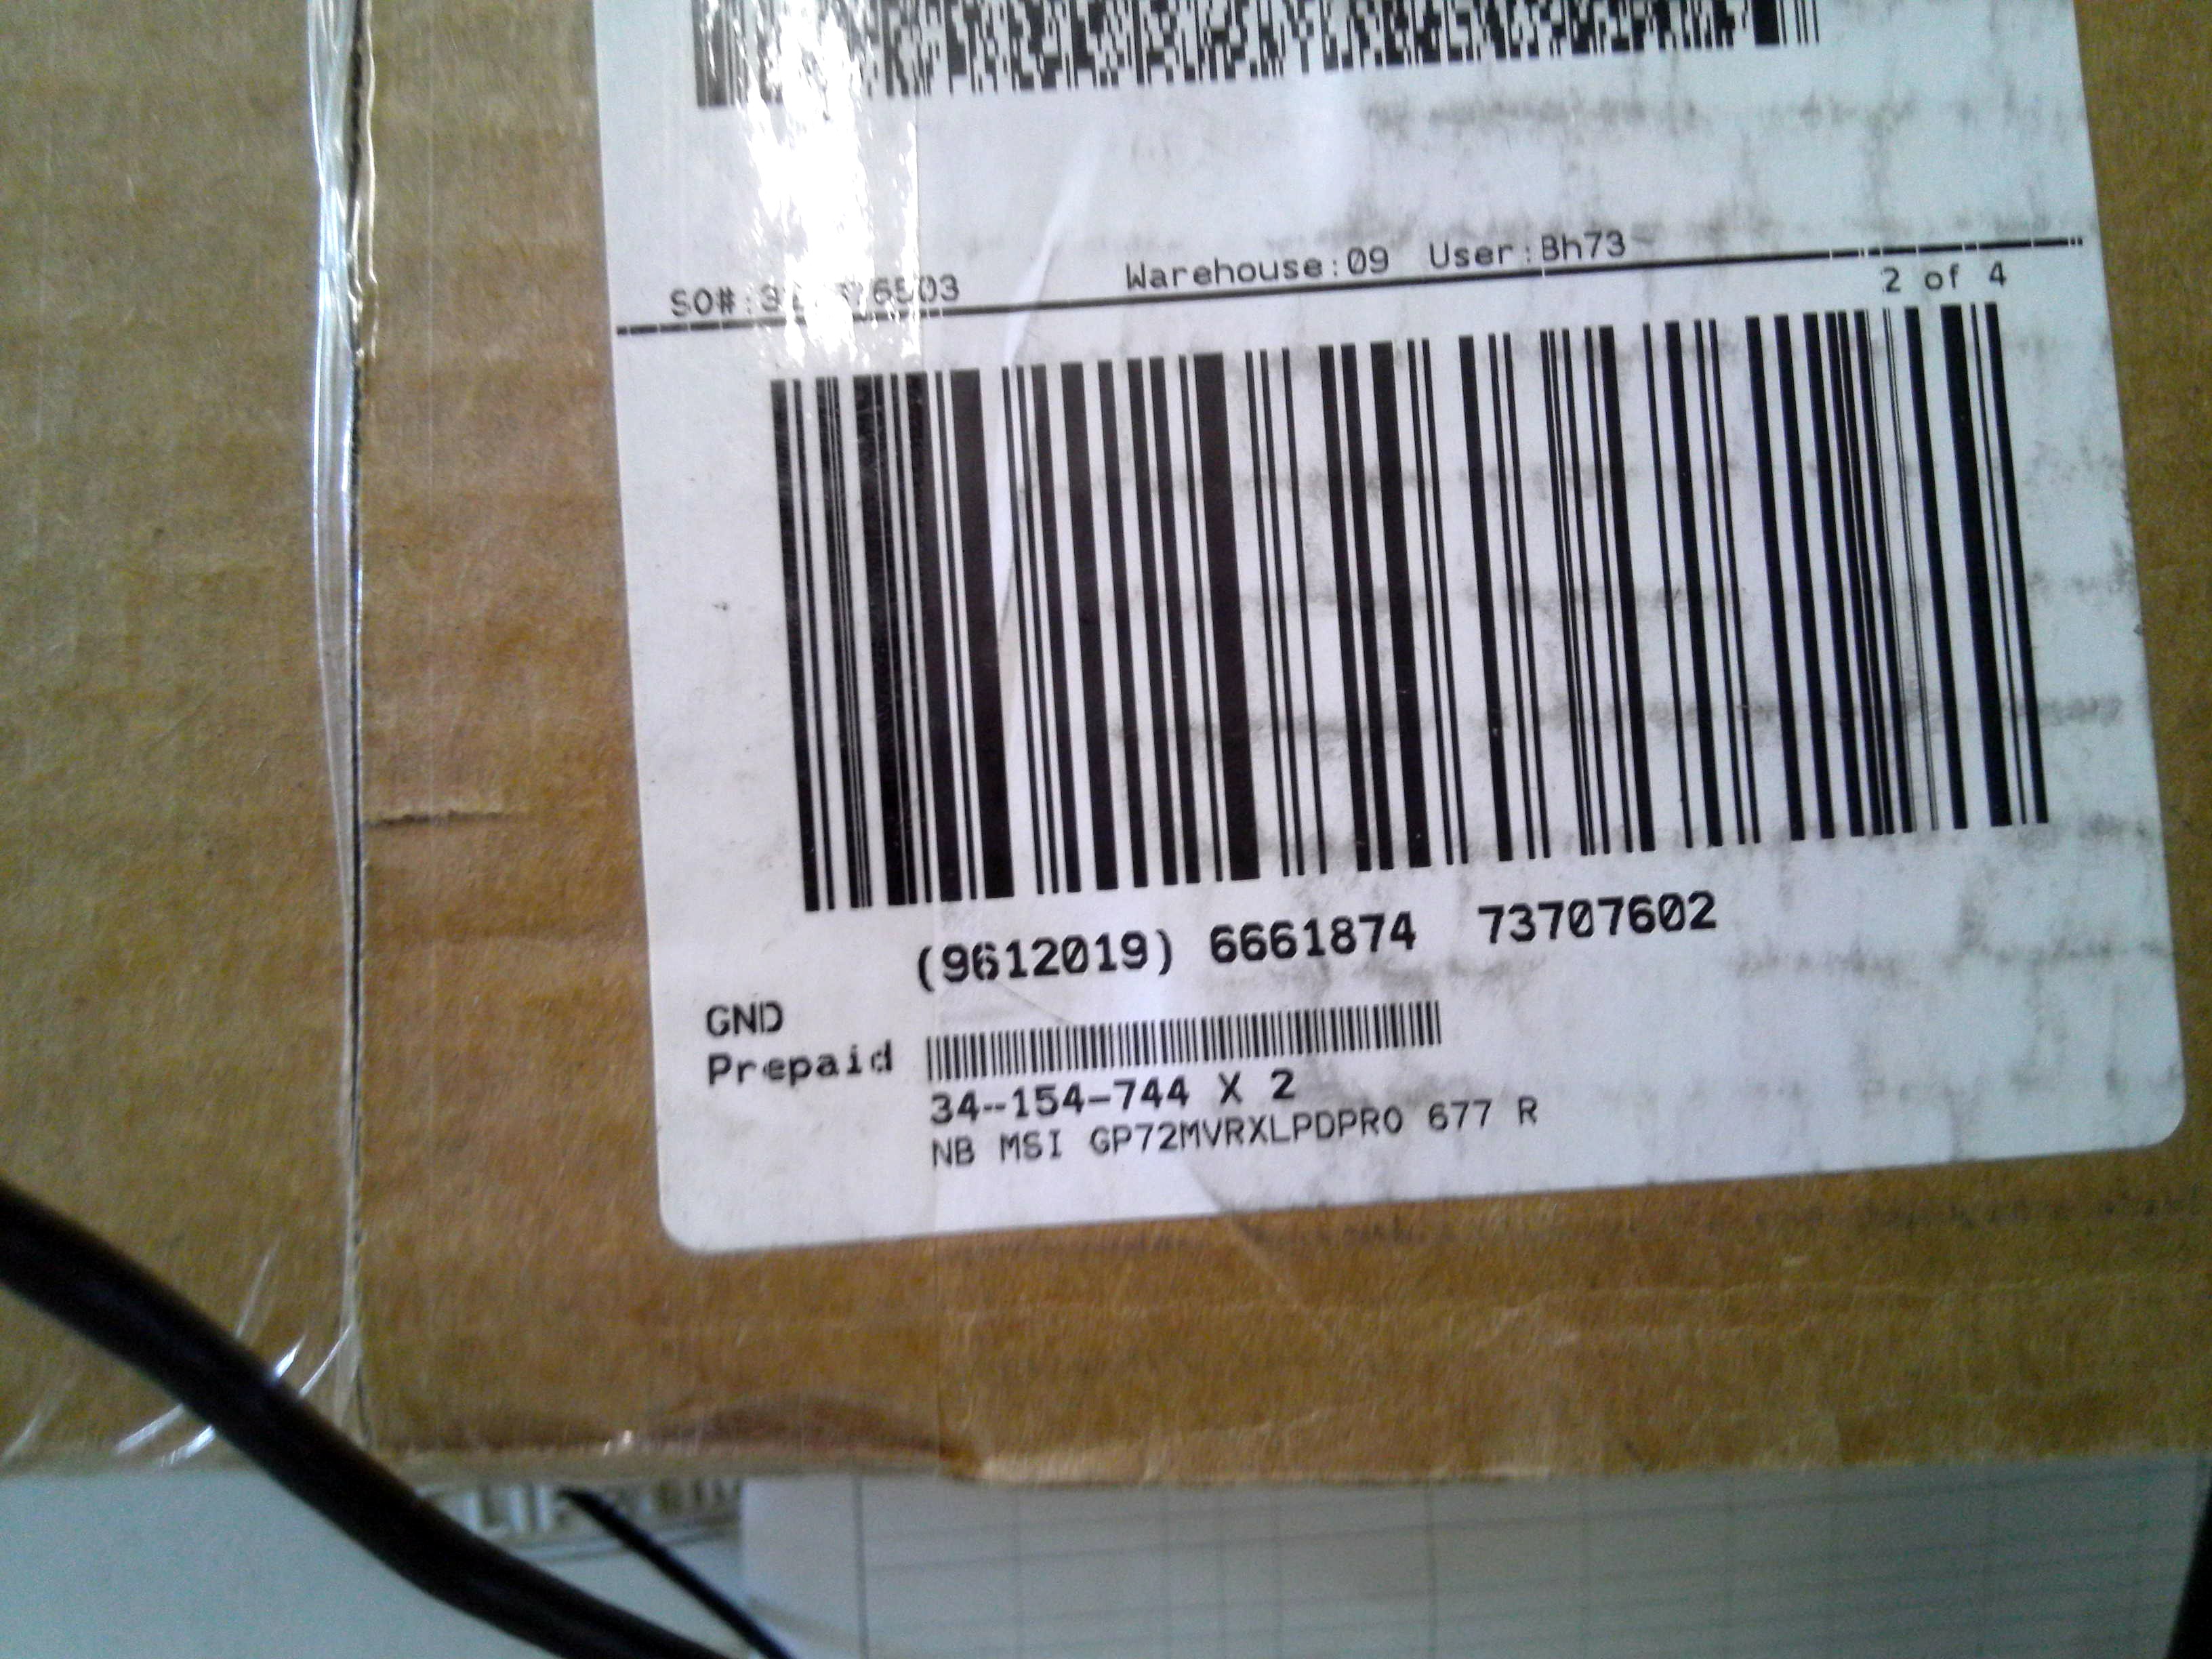 Warehouse:09 User:Bh73
2 of 4
(9612019) 6661874 73707602
GND
Prepaid
34-154-744 X 2
NB MSI GP72MVRXLPDPRO 677 R